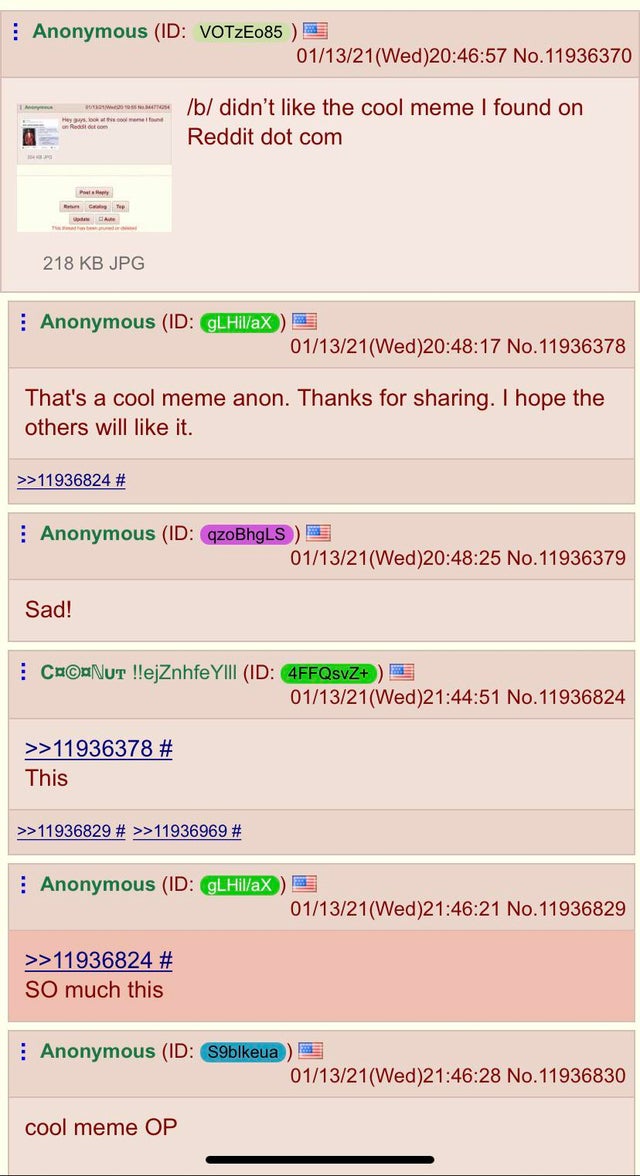 Anonymous (ID: VOTzEo85 )
01/13/21(Wed)20:46:57 No.11936370
Anonymous 01/13/21(Wed)20:19:55 No.844774254
Hey guys, look at this cool meme I found
on Reddit dot com
Post a Reply
Return Catalog Top
Update Auto
This thread has been pruned or deleted
/b/ didn’t like the cool meme I found on
Reddit dot com
218 KB JPG
Anonymous (ID: gLHil/aX )
01/13/21(Wed)20:48:17 No.11936378
That's a cool meme anon. Thanks for sharing. I hope the
others will like it.
>>11936824 #
Anonymous (ID: qzoBhgLS )
01/13/21(Wed)20:48:25 No.11936379
Sad!
C¤©¤ℕᴜᴛ !!ejZnhfeYIll (ID: 4FFQsvZ+ )
01/13/21(Wed)21:44:51 No.11936824
>>11936378 #
This
>>11936829 # >>11936969 #
Anonymous (ID: gLHil/aX )
01/13/21(Wed)21:46:21 No.11936829
>>11936824 #
SO much this
Anonymous (ID: S9blkeua )
01/13/21(Wed)21:46:28 No.11936830
cool meme OP